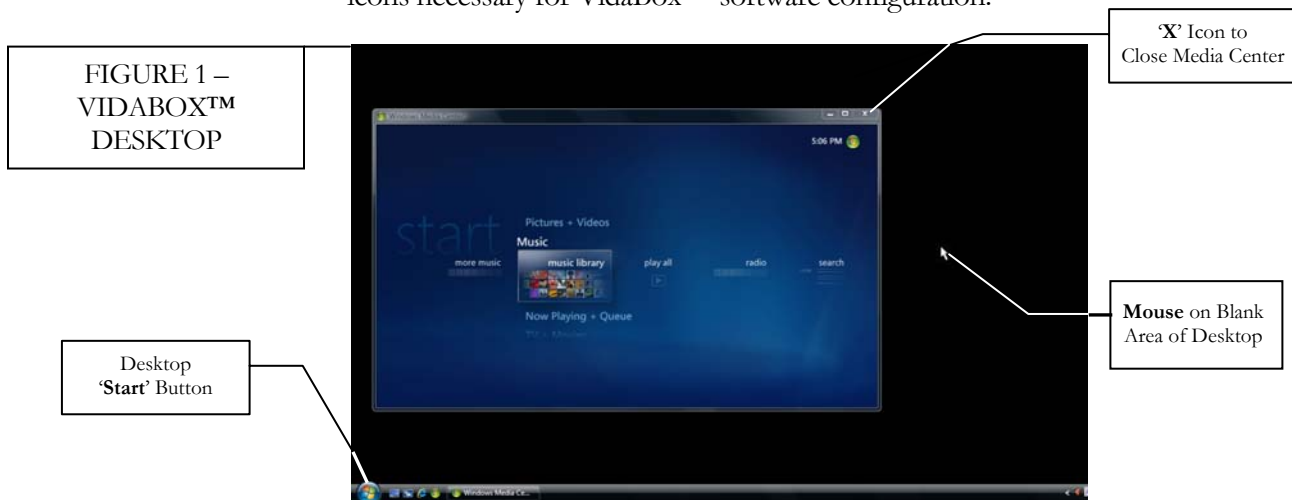 icons necessary for VidaBox™ software configuration.
‘X’ Icon to
Close Media Center
FIGURE 1 –
VIDABOX™
DESKTOP
Windows Media Center
5:06 PM
start
Pictures + Videos
Music
more music
music library
play all
radio
search
Now Playing + Queue
TV + Movies
Mouse on Blank
Area of Desktop
Desktop
‘Start’ Button
Windows Media Ce...